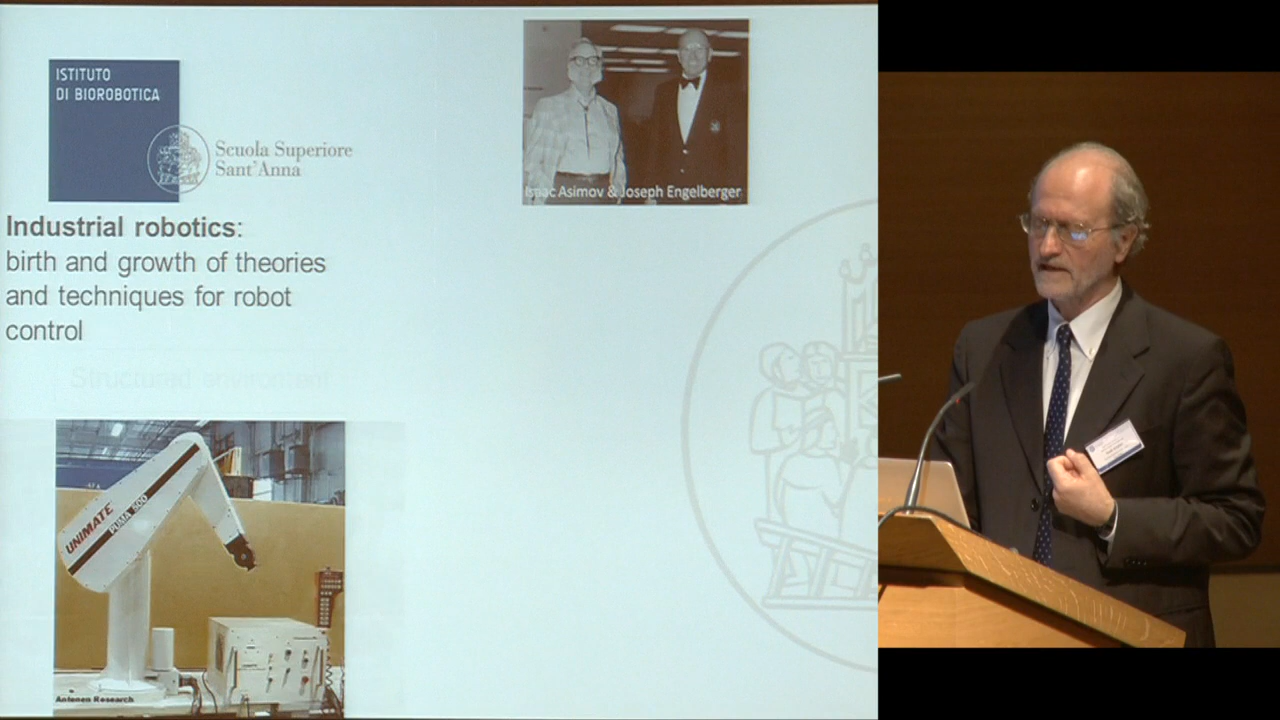 ISTITUTO
DI BIOROBOTICA
Scuola Superiore
Sant'Anna
Isaac Asimov & Joseph Engelberger
Industrial robotics:
birth and growth of theories
and techniques for robot
control
Structured enviroment
UNIMATE
PUMA 500
Antenen Research